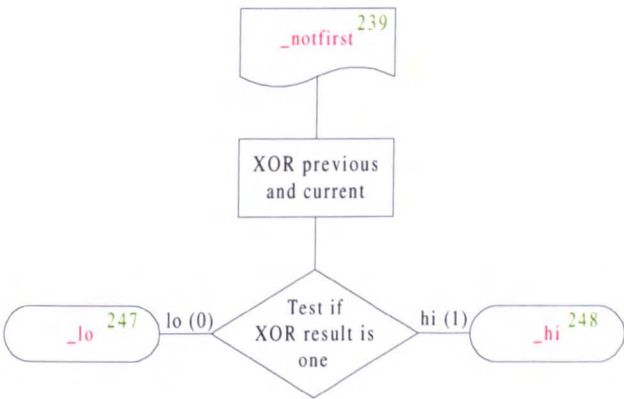 _notfirst 239
XOR previous
and current
Test if
XOR result is
one
lo (0)
hi (1)
_lo 247
_hi 248